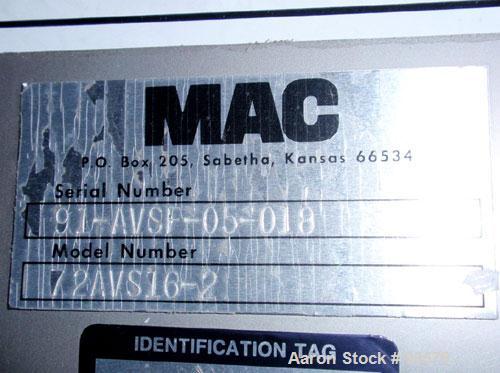 MAC
P.O. Box 205, Sabetha, Kansas 66534
Serial Number
91-AVSP-05-018
Model Number
72AVS16-2
IDENTIFICATION TAG
Aaron Stock